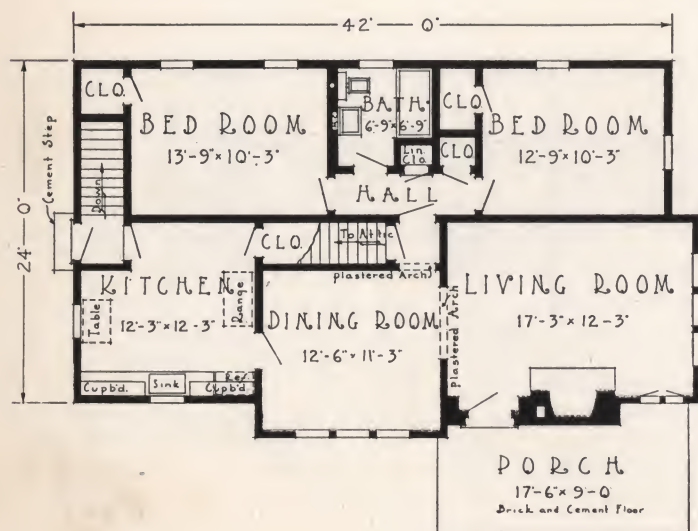 42'- 0"
24'- 0"
Cement Step
CLO.
BED ROOM
13'-9" x 10'-3"
BATH
6'-9" x 6'-9"
Lin.
Clo.
CLO.
CLO.
BED ROOM
12'-9" x 10'-3"
Down
HALL
CLO.
To Attic
plastered Arch
KITCHEN
12'-3" x 12'-3"
Table
Range
Cupb'd.
Sink
Cupb'd.
Ref.
DINING ROOM
12'-6" x 11'-3"
plastered Arch
LIVING ROOM
17'-3" x 12'-3"
PORCH
17'-6" x 9'-0
Brick and Cement Floor